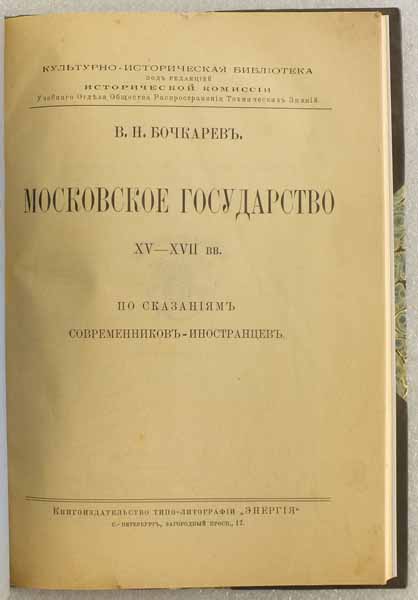 КУЛЬТУРНО-ИСТОРИЧЕСКАЯ БИБЛІОТЕКА
ПОДЪ РЕДАКЦІЕЙ
ИСТОРИЧЕСКОЙ КОМИССІИ
Учебнаго Отдѣла Общества Распространенія Техническихъ Знаній
В. Н. БОЧКАРЕВЪ.
МОСКОВСКОЕ ГОСУДАРСТВО
XV—XVII вв.
ПО СКАЗАНІЯМЪ
СОВРЕМЕННИКОВЪ-ИНОСТРАНЦЕВЪ.
Книгоиздательство типо-литографіи „ЭНЕРГІЯ“
С.-ПЕТЕРБУРГЪ, ЗАГОРОДНЫЙ ПРОСП., 17.